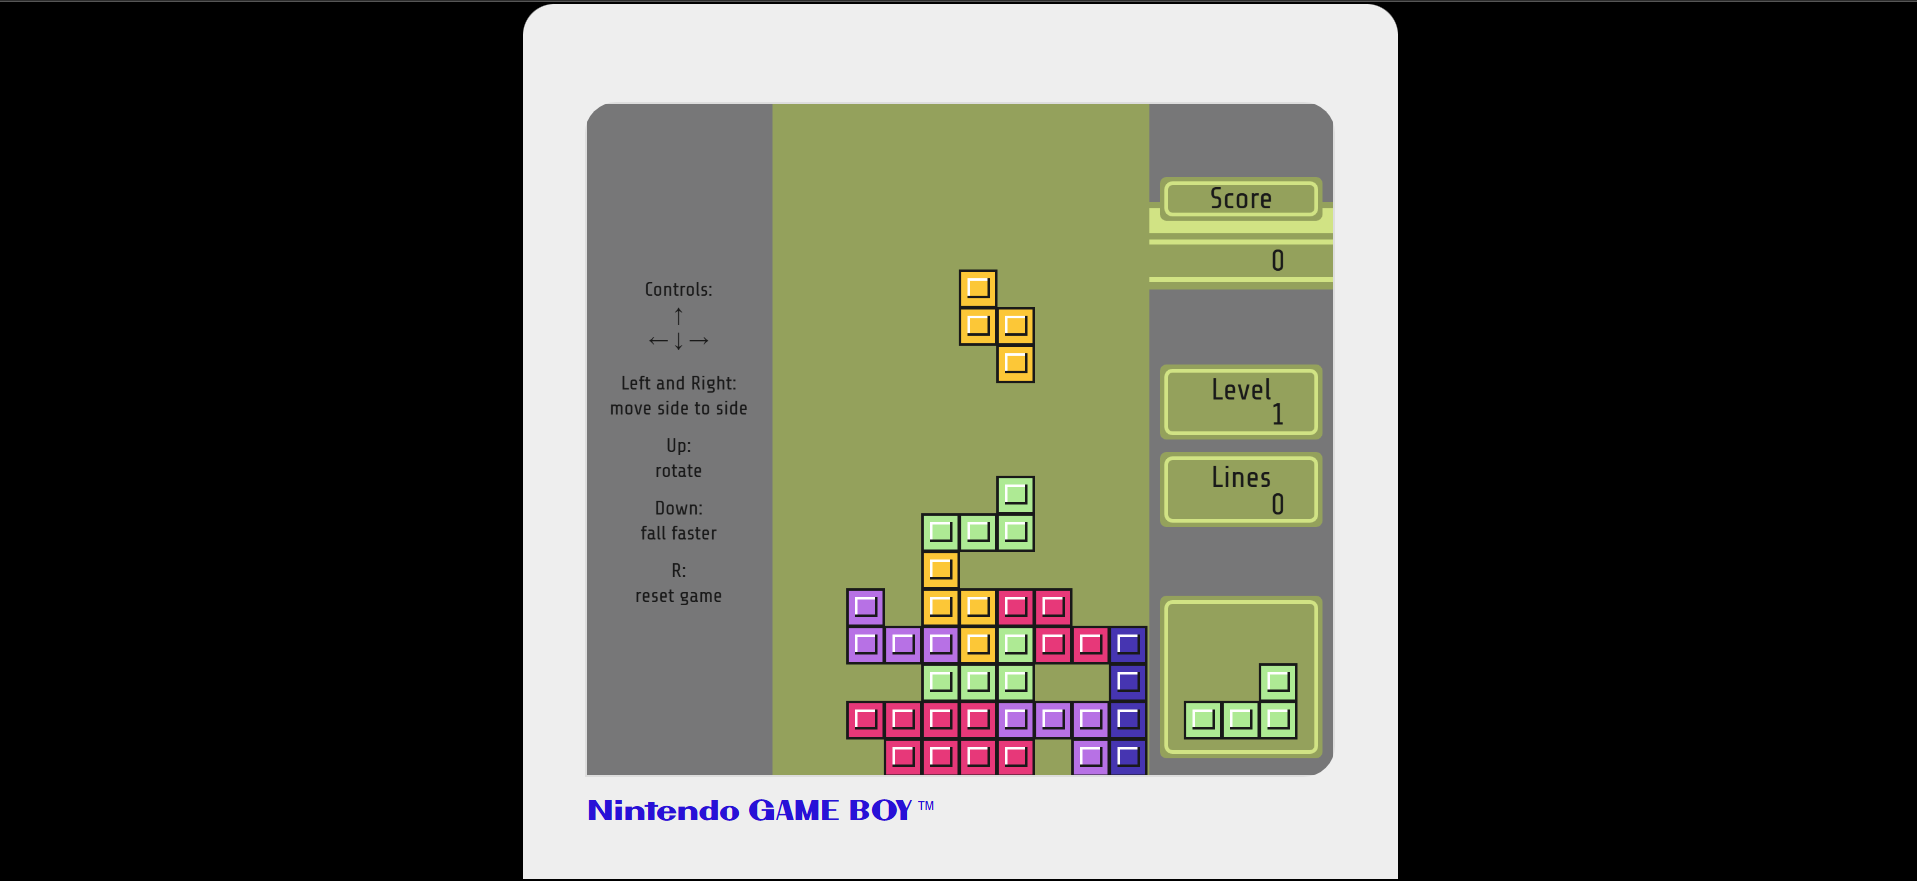 Controls:
↑
←↓→
Left and Right:
move side to side
Up:
rotate
Down:
fall faster
R:
reset game
Score
0
Level
1
Lines
0
Nintendo GAME BOY™